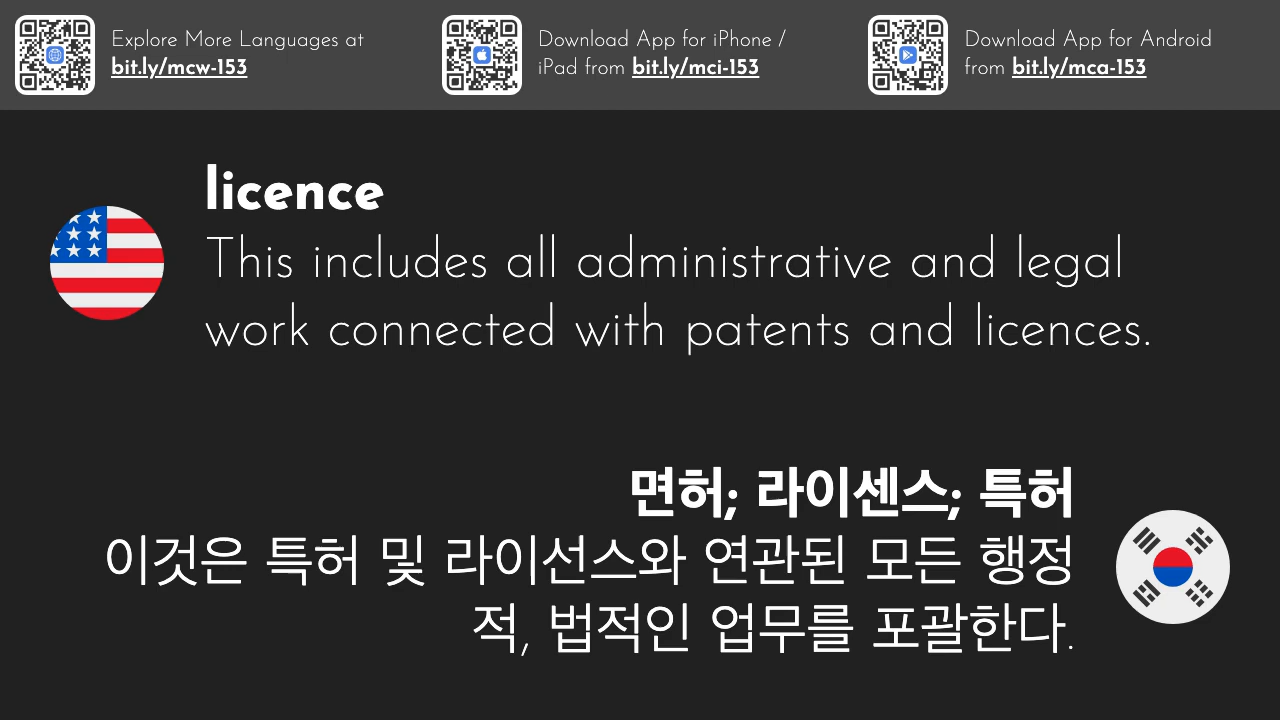 Explore More Languages at
bit.ly/mcw-153
Download App for iPhone /
iPad from bit.ly/mci-153
Download App for Android
from bit.ly/mca-153
licence
This includes all administrative and legal
work connected with patents and licences.
면허; 라이센스; 특허
이것은 특허 및 라이선스와 연관된 모든 행정
적, 법적인 업무를 포괄한다.